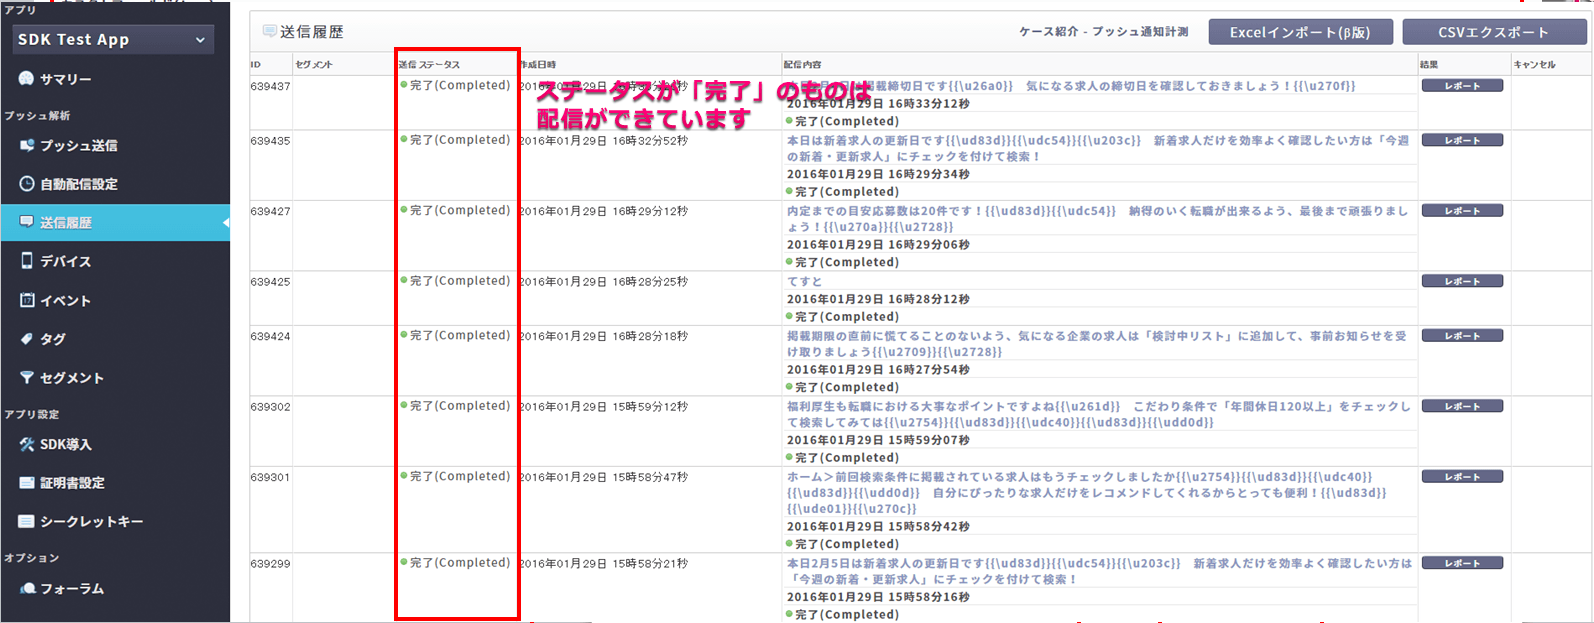 アプリ
SDK Test App
サマリー
プッシュ解析
プッシュ送信
自動配信設定
送信履歴
デバイス
イベント
タグ
セグメント
アプリ設定
SDK導入
証明書設定
シークレットキー
オプション
フォーラム
送信履歴
ケース紹介 - プッシュ通知計測
Excelインポート(β版)
CSVエクスポート
ID
セグメント
送信ステータス
作成日時
配信内容
結果
キャンセル
ステータスが「完了」のものは
配信ができています
639437
完了(Completed)
2016年01月29日
掲載締切日です{{\u26a0}}　気になる求人の締切日を確認しておきましょう！{{\u270f}}
2016年01月29日 16時33分12秒
完了(Completed)
レポート
639435
完了(Completed)
2016年01月29日 16時32分52秒
本日は新着求人の更新日です{{\ud83d}}{{\udc54}}{{\u203c}}　新着求人だけを効率よく確認したい方は「今週
の新着・更新求人」にチェックを付けて検索！
2016年01月29日 16時29分34秒
完了(Completed)
レポート
639427
完了(Completed)
2016年01月29日 16時29分12秒
内定までの目安応募数は20件です！{{\ud83d}}{{\udc54}}　納得のいく転職が出来るよう、最後まで頑張りまし
ょう！{{\u270a}}{{\u2728}}
2016年01月29日 16時29分06秒
完了(Completed)
レポート
639425
完了(Completed)
2016年01月29日 16時28分25秒
てすと
2016年01月29日 16時28分12秒
完了(Completed)
レポート
639424
完了(Completed)
2016年01月29日 16時28分18秒
掲載期限の直前に慌てることのないよう、気になる企業の求人は「検討中リスト」に追加して、事前お知らせを受
け取りましょう{{\u2709}}{{\u2728}}
2016年01月29日 16時27分54秒
完了(Completed)
レポート
639302
完了(Completed)
2016年01月29日 15時59分12秒
福利厚生も転職における大事なポイントですよね{{\u261d}}　こだわり条件で「年間休日120以上」をチェックし
て検索してみては{{\u2754}}{{\ud83d}}{{\udc40}}{{\ud83d}}{{\udd0d}}
2016年01月29日 15時59分07秒
完了(Completed)
レポート
639301
完了(Completed)
2016年01月29日 15時58分47秒
ホーム＞前回検索条件に掲載されている求人はもうチェックしましたか{{\u2754}}{{\ud83d}}{{\udc40}}
{{\ud83d}}{{\udd0d}}　自分にぴったりな求人だけをレコメンドしてくれるからとっても便利！{{\ud83d}}
{{\ude01}}{{\u270c}}
2016年01月29日 15時58分42秒
完了(Completed)
レポート
639299
完了(Completed)
2016年01月29日 15時58分21秒
本日2月5日は新着求人の更新日です{{\ud83d}}{{\udc54}}{{\u203c}}　新着求人だけを効率よく確認したい方は
「今週の新着・更新求人」にチェックを付けて検索！
2016年01月29日 15時58分16秒
完了(Completed)
レポート